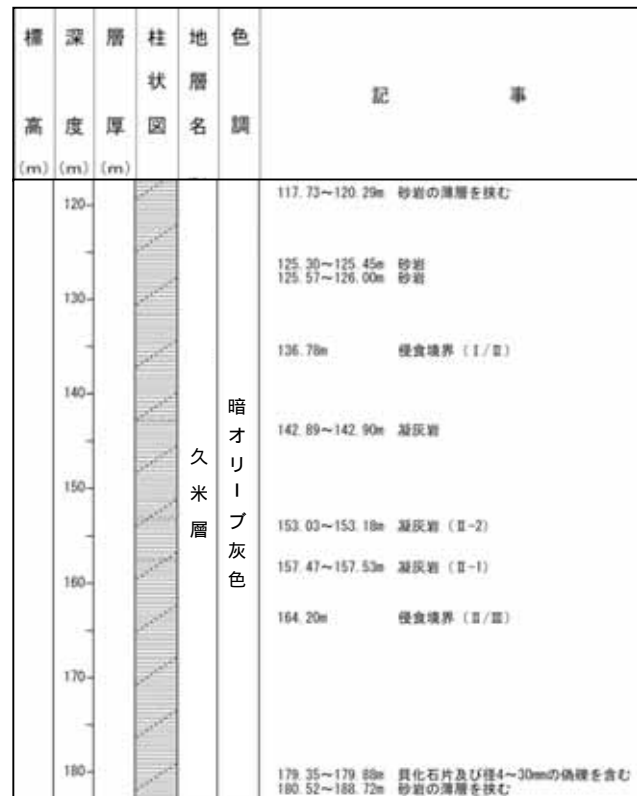 標高(m) 深度(m) 層厚(m) 柱状図 地層名 色調 記事
117.73～120.29m 砂岩の薄層を挟む
120
125.30～125.45m 砂岩
125.57～126.00m 砂岩
130
136.78m 侵食境界（Ⅰ/Ⅱ）
140
142.89～142.90m 凝灰岩
久米層
暗オリーブ灰色
150
153.03～153.18m 凝灰岩（Ⅱ-2）
157.47～157.53m 凝灰岩（Ⅱ-1）
160
164.20m 侵食境界（Ⅱ/Ⅲ）
170
180
179.35～179.88m 貝化石片及び径4～30mmの偽礫を含む
180.52～188.72m 砂岩の薄層を挟む